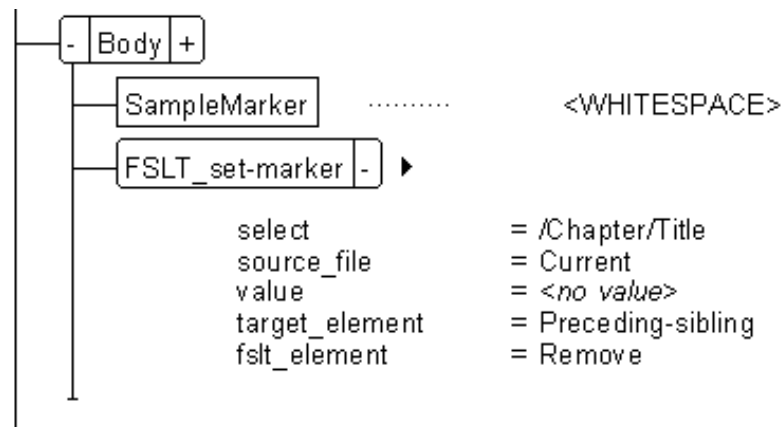 - Body +
SampleMarker .......... <WHITESPACE>
FSLT_set-marker -
select = /Chapter/Title
source_file = Current
value = <no value>
target_element = Preceding-sibling
fslt_element = Remove